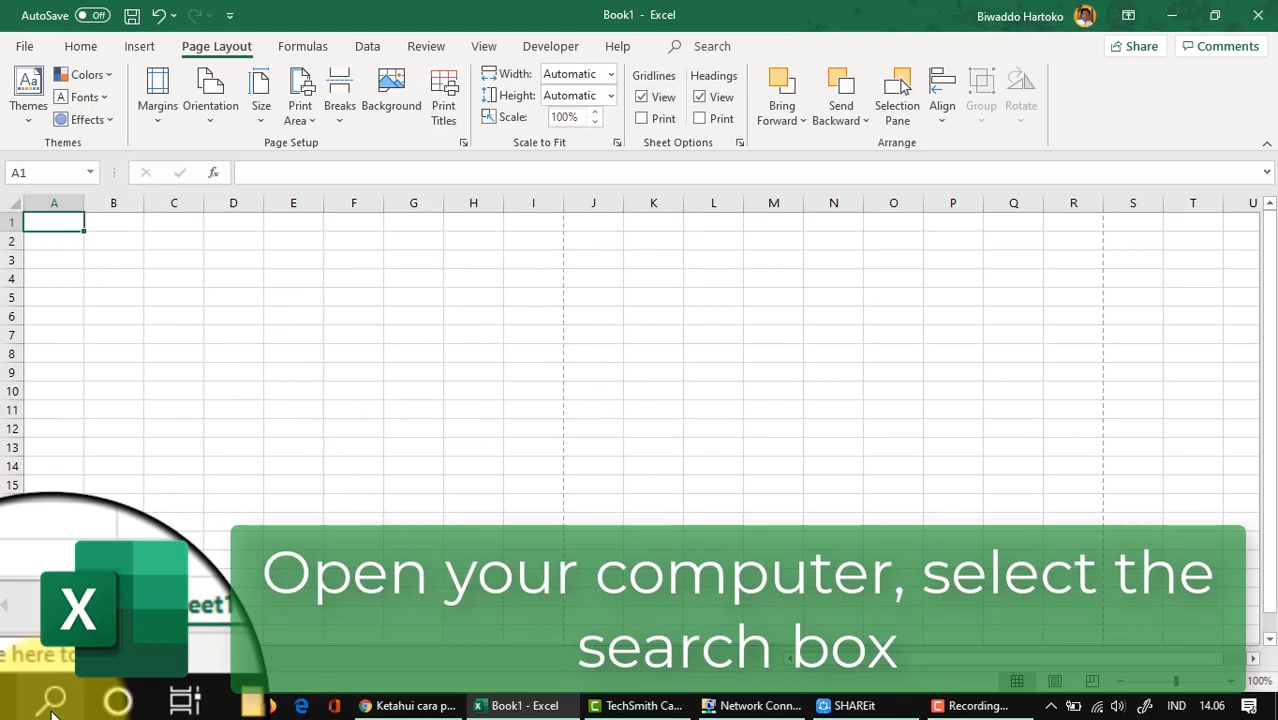 AutoSave Off Book1 - Excel Biwaddo Hartoko
File Home Insert Page Layout Formulas Data Review View Developer Help Search Share Comments
Themes Colors Fonts Effects Margins Orientation Size Print Area Breaks Background Print Titles Width: Automatic Height: Automatic Scale: 100% Gridlines View Print Headings View Print Bring Forward Send Backward Selection Pane Align Group Rotate
Themes Page Setup Scale to Fit Sheet Options Arrange
A1 fx
A B C D E F G H I J K L M N O P Q R S T U
1
2
3
4
5
6
7
8
9
10
11
12
13
14
15
Open your computer, select the
search box
X
eet1
e here to
100%
Ketahui cara p... Book1 - Excel TechSmith Ca... Network Conn... SHAREit Recording... IND 14.06